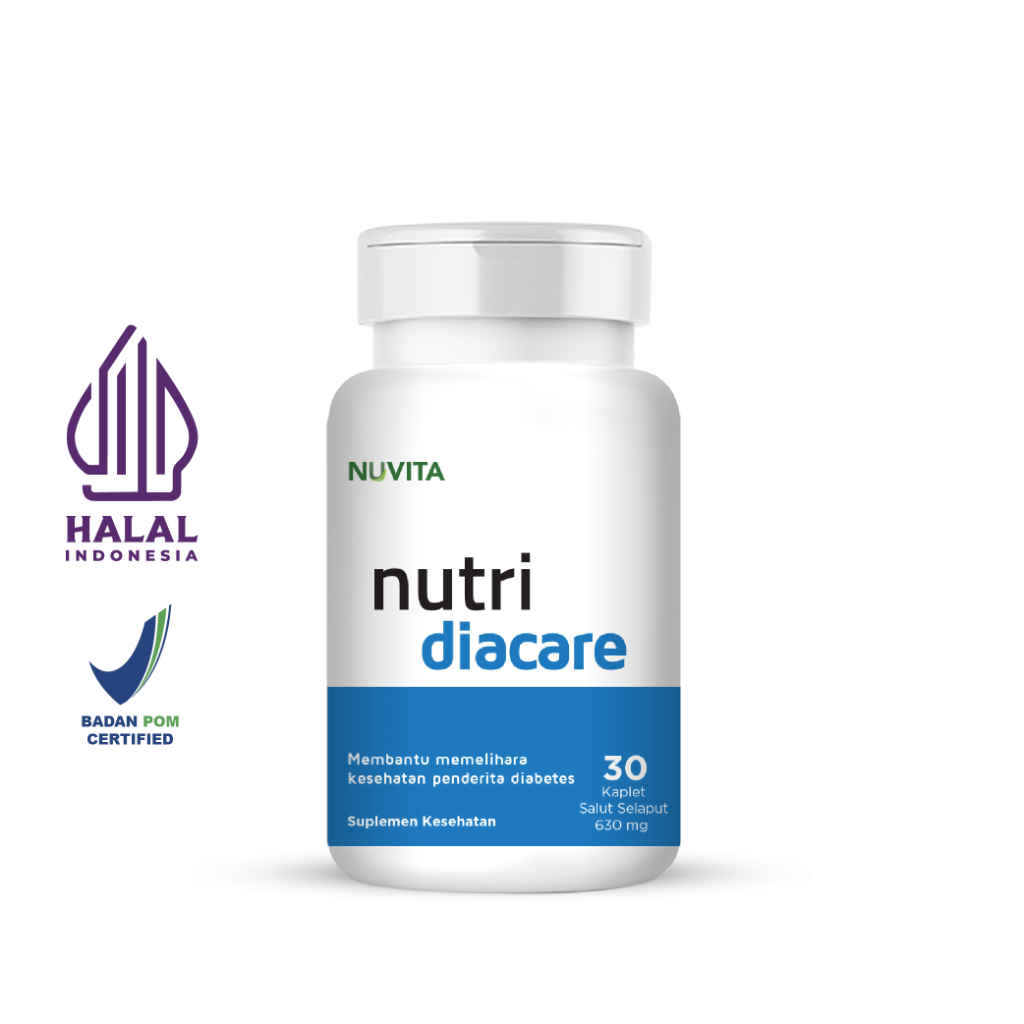 HALAL
INDONESIA
BADAN POM
CERTIFIED
NUVITA
nutri
diacare
Membantu memelihara
kesehatan penderita diabetes
Suplemen Kesehatan
30
Kaplet
Salut Selaput
630 mg